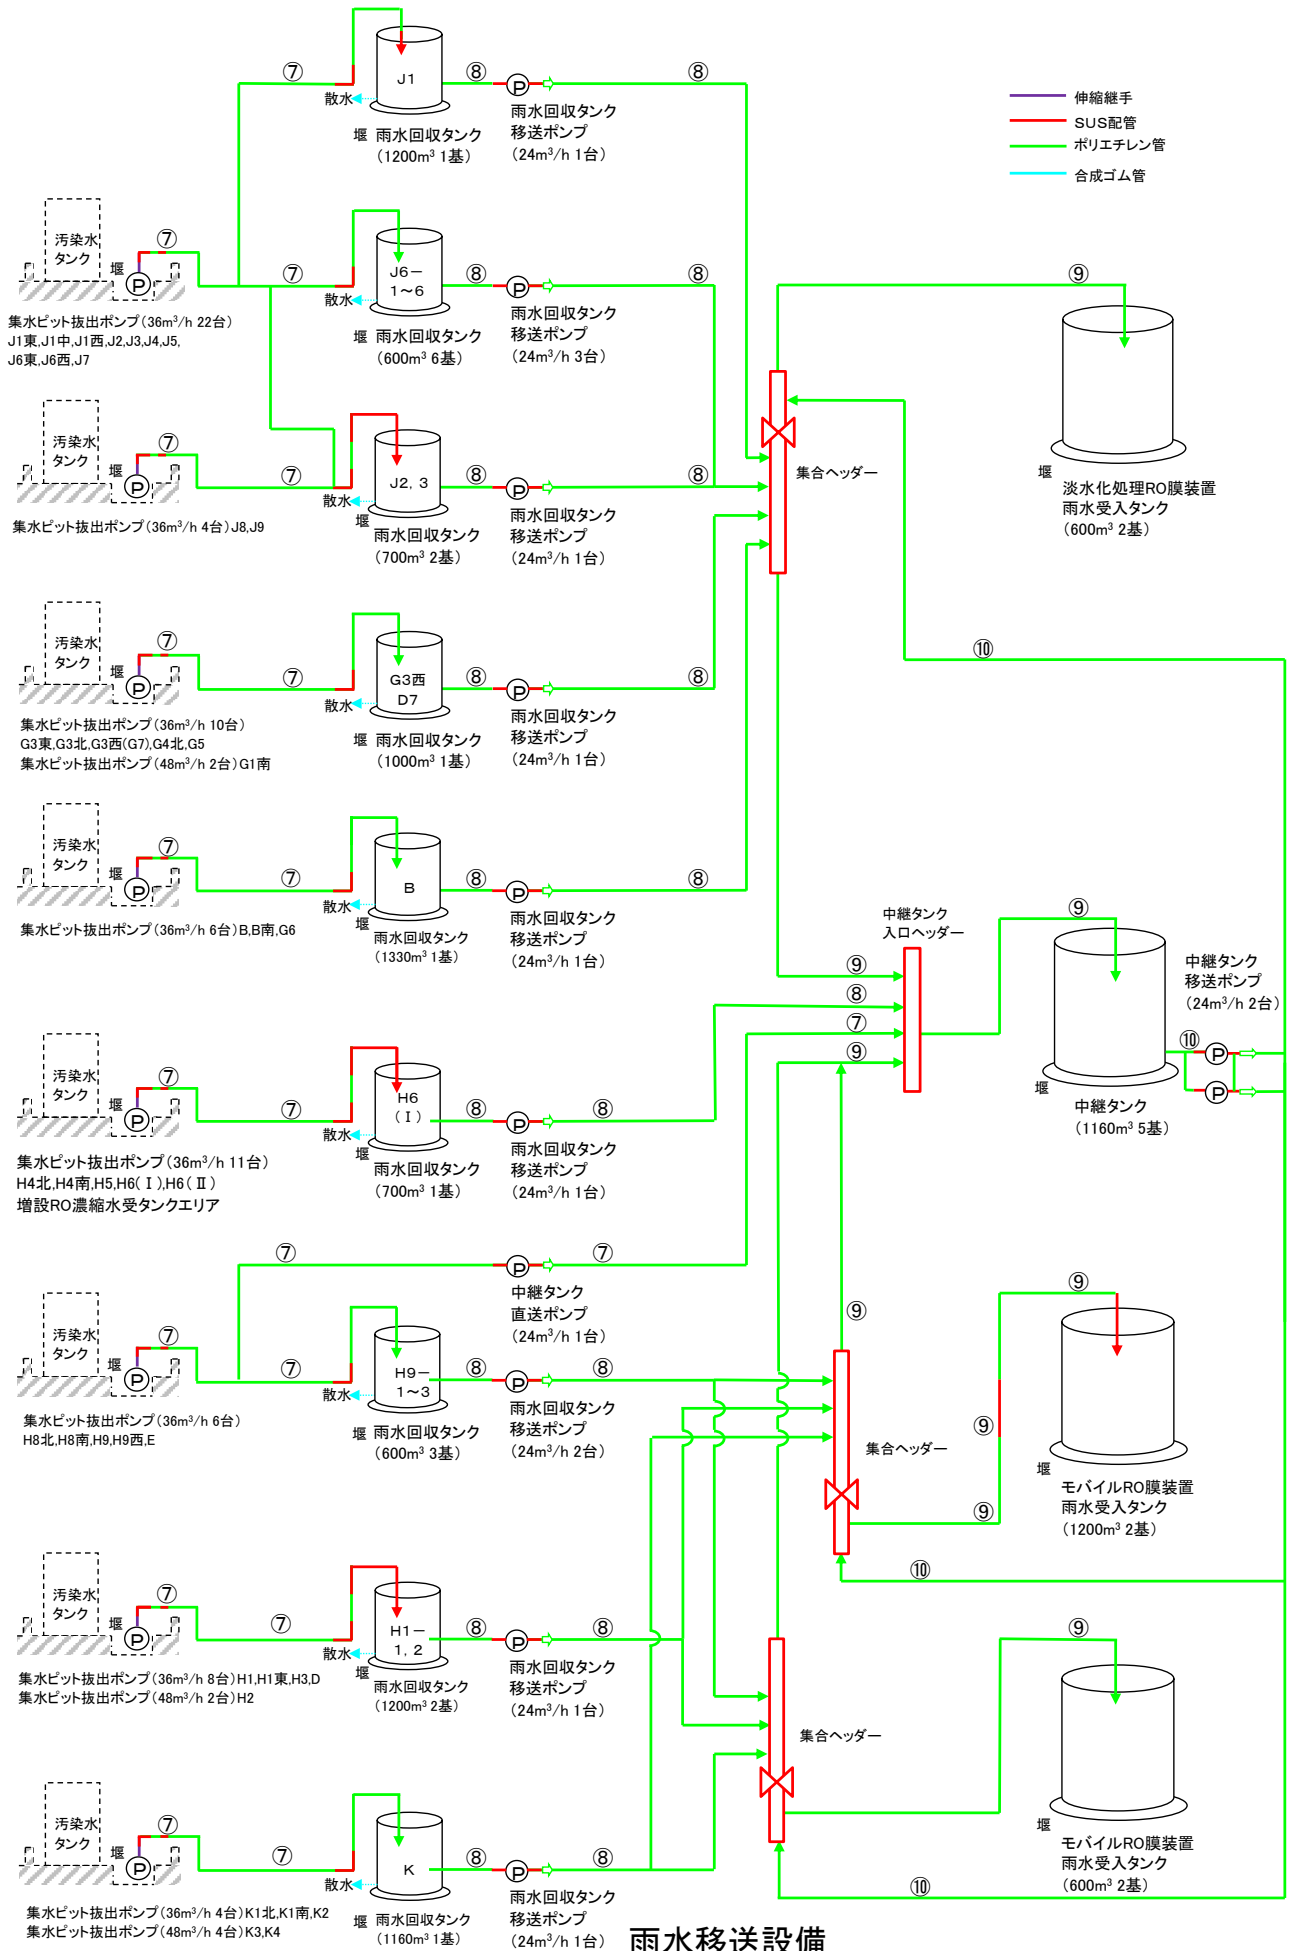 ⑦
J1
⑧
P
⑧
散水
堰 雨水回収タンク
(1200m³ 1基)
雨水回収タンク
移送ポンプ
(24m³/h 1台)
伸縮継手
SUS配管
ポリエチレン管
合成ゴム管
汚染水
タンク
堰
P
⑦
集水ピット抜出ポンプ(36m³/h 22台)
J1東,J1中,J1西,J2,J3,J4,J5,
J6東,J6西,J7
⑦
J6-
1~6
⑧
P
⑧
散水
堰 雨水回収タンク
(600m³ 6基)
雨水回収タンク
移送ポンプ
(24m³/h 3台)
⑨
集合ヘッダー
堰
淡水化処理RO膜装置
雨水受入タンク
(600m³ 2基)
汚染水
タンク
堰
P
⑦
集水ピット抜出ポンプ(36m³/h 4台)J8,J9
⑦
J2, 3
⑧
P
⑧
散水
堰
雨水回収タンク
(700m³ 2基)
雨水回収タンク
移送ポンプ
(24m³/h 1台)
⑩
汚染水
タンク
堰
P
⑦
集水ピット抜出ポンプ(36m³/h 10台)
G3東,G3北,G3西(G7),G4北,G5
集水ピット抜出ポンプ(48m³/h 2台)G1南
⑦
G3西
D7
⑧
P
⑧
散水
堰 雨水回収タンク
(1000m³ 1基)
雨水回収タンク
移送ポンプ
(24m³/h 1台)
汚染水
タンク
堰
P
⑦
集水ピット抜出ポンプ(36m³/h 6台)B,B南,G6
⑦
B
⑧
P
⑧
散水
堰
雨水回収タンク
(1330m³ 1基)
雨水回収タンク
移送ポンプ
(24m³/h 1台)
中継タンク
入口ヘッダー
⑨
⑧
⑦
⑨
⑨
中継タンク
移送ポンプ
(24m³/h 2台)
⑩
P
P
堰
中継タンク
(1160m³ 5基)
汚染水
タンク
堰
P
⑦
集水ピット抜出ポンプ(36m³/h 11台)
H4北,H4南,H5,H6(Ⅰ),H6(Ⅱ)
増設RO濃縮水受タンクエリア
⑦
H6
(Ⅰ)
⑧
P
⑧
散水
堰
雨水回収タンク
(700m³ 1基)
雨水回収タンク
移送ポンプ
(24m³/h 1台)
⑦
P
⑦
中継タンク
直送ポンプ
(24m³/h 1台)
汚染水
タンク
堰
P
⑦
集水ピット抜出ポンプ(36m³/h 6台)
H8北,H8南,H9,H9西,E
⑦
H9-
1~3
⑧
P
⑧
散水
堰 雨水回収タンク
(600m³ 3基)
雨水回収タンク
移送ポンプ
(24m³/h 2台)
⑨
集合ヘッダー
⑨
⑨
⑨
⑩
堰
モバイルRO膜装置
雨水受入タンク
(1200m³ 2基)
汚染水
タンク
堰
P
⑦
集水ピット抜出ポンプ(36m³/h 8台)H1,H1東,H3,D
集水ピット抜出ポンプ(48m³/h 2台)H2
⑦
H1-
1, 2
⑧
P
⑧
散水
堰
雨水回収タンク
(1200m³ 2基)
雨水回収タンク
移送ポンプ
(24m³/h 1台)
集合ヘッダー
⑨
堰
モバイルRO膜装置
雨水受入タンク
(600m³ 2基)
⑩
汚染水
タンク
堰
P
⑦
集水ピット抜出ポンプ(36m³/h 4台)K1北,K1南,K2
集水ピット抜出ポンプ(48m³/h 4台)K3,K4
⑦
K
⑧
P
⑧
散水
堰 雨水回収タンク
(1160m³ 1基)
雨水回収タンク
移送ポンプ
(24m³/h 1台)
雨水移送設備